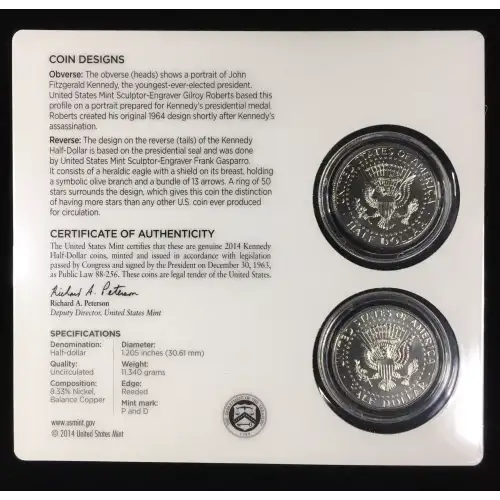 COIN DESIGNS
Obverse: The obverse (heads) shows a portrait of John
Fitzgerald Kennedy, the youngest-ever-elected president.
United States Mint Sculptor-Engraver Gilroy Roberts based this
profile on a portrait prepared for Kennedy's presidential medal.
Roberts created his original 1964 design shortly after Kennedy's
assassination.
Reverse: The design on the reverse (tails) of the Kennedy
Half-Dollar is based on the presidential seal and was done
by United States Mint Sculptor-Engraver Frank Gasparro.
It consists of a heraldic eagle with a shield on its breast, holding
a symbolic olive branch and a bundle of 13 arrows. A ring of 50
stars surrounds the design, which gives this coin the distinction
of having more stars than any other U.S. coin ever produced
for circulation.
CERTIFICATE OF AUTHENTICITY
The United States Mint certifies that these are genuine 2014 Kennedy
Half-Dollar coins, minted and issued in accordance with legislation
passed by Congress and signed by the President on December 30, 1963,
as Public Law 88-256. These coins are legal tender of the United States.
Richard A. Peterson
Richard A. Peterson
Deputy Director, United States Mint
SPECIFICATIONS
Denomination:
Half-dollar
Quality:
Uncirculated
Composition:
8.33% Nickel,
Balance Copper
Diameter:
1.205 inches (30.61 mm)
Weight:
11.340 grams
Edge:
Reeded
Mint mark:
P and D
www.usmint.gov
© 2014 United States Mint
UNITED STATES OF AMERICA
HALF DOLLAR
UNITED STATES OF AMERICA
HALF DOLLAR